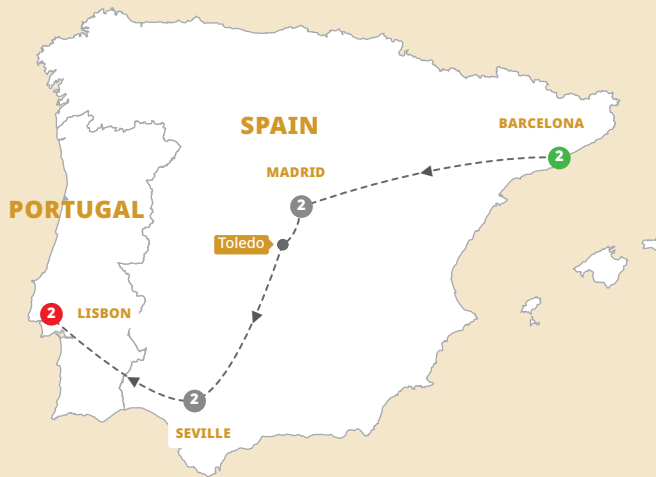 SPAIN
BARCELONA
2
MADRID
2
PORTUGAL
Toledo
2
LISBON
2
SEVILLE